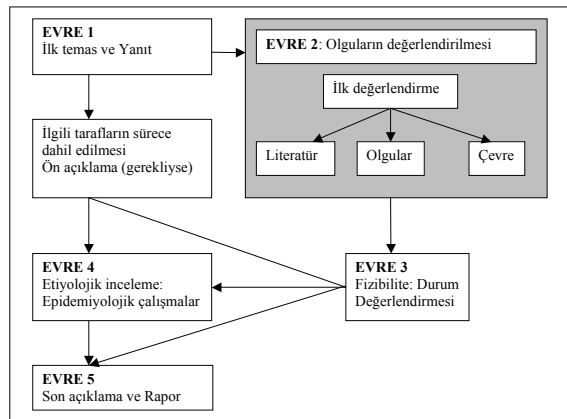 EVRE 1
İlk temas ve Yanıt
EVRE 2: Olguların değerlendirilmesi
İlk değerlendirme
Literatür
Olgular
Çevre
İlgili tarafların sürece
dahil edilmesi
Ön açıklama (gerekliyse)
EVRE 4
Etiyolojik inceleme:
Epidemiyolojik çalışmalar
EVRE 3
Fizibilite: Durum
Değerlendirmesi
EVRE 5
Son açıklama ve Rapor